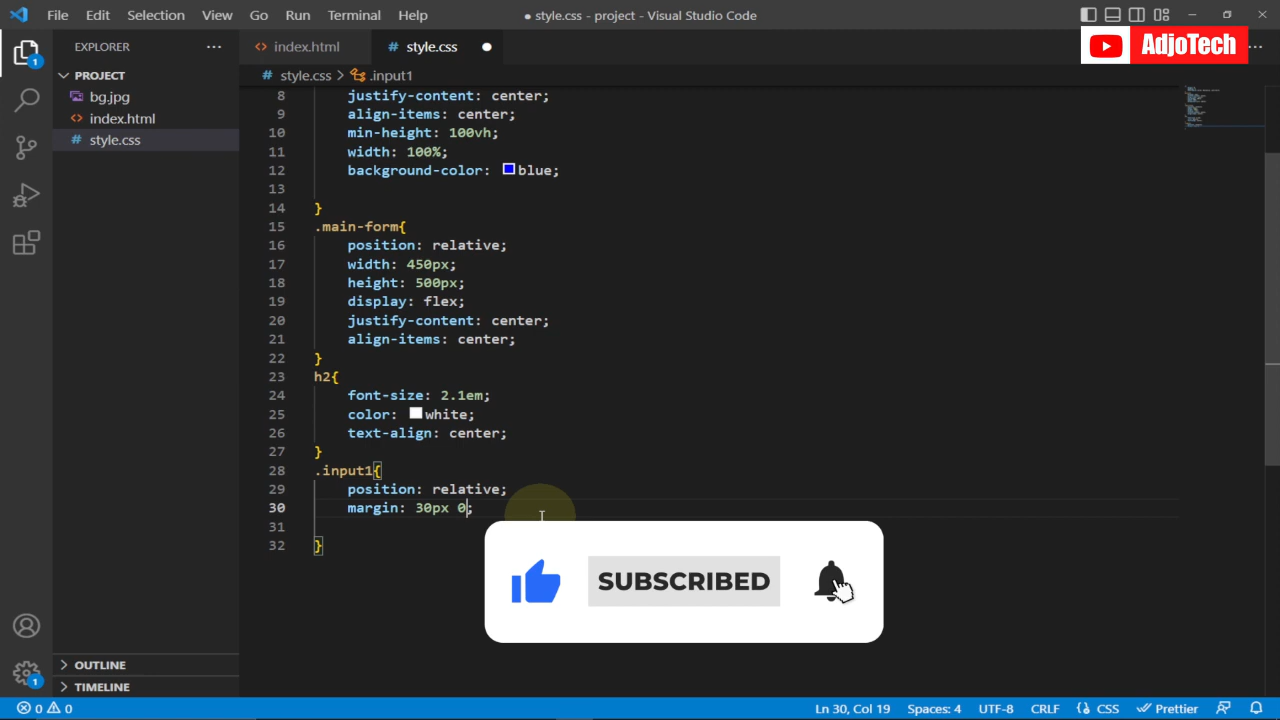 File Edit Selection View Go Run Terminal Help
● style.css - project - Visual Studio Code
AdjoTech
EXPLORER ...
index.html
# style.css ●
...
PROJECT
bg.jpg
<> index.html
# style.css
# style.css > .input1
8 justify-content: center;
9 align-items: center;
10 min-height: 100vh;
11 width: 100%;
12 background-color: blue;
13
14 }
15 .main-form{
16 position: relative;
17 width: 450px;
18 height: 500px;
19 display: flex;
20 justify-content: center;
21 align-items: center;
22 }
23 h2{
24 font-size: 2.1em;
25 color: white;
26 text-align: center;
27 }
28 .input1{
29 position: relative;
30 margin: 30px 0;
31
32 }
SUBSCRIBED
1
1
OUTLINE
TIMELINE
0 0
Ln 30, Col 19 Spaces: 4 UTF-8 CRLF CSS Prettier